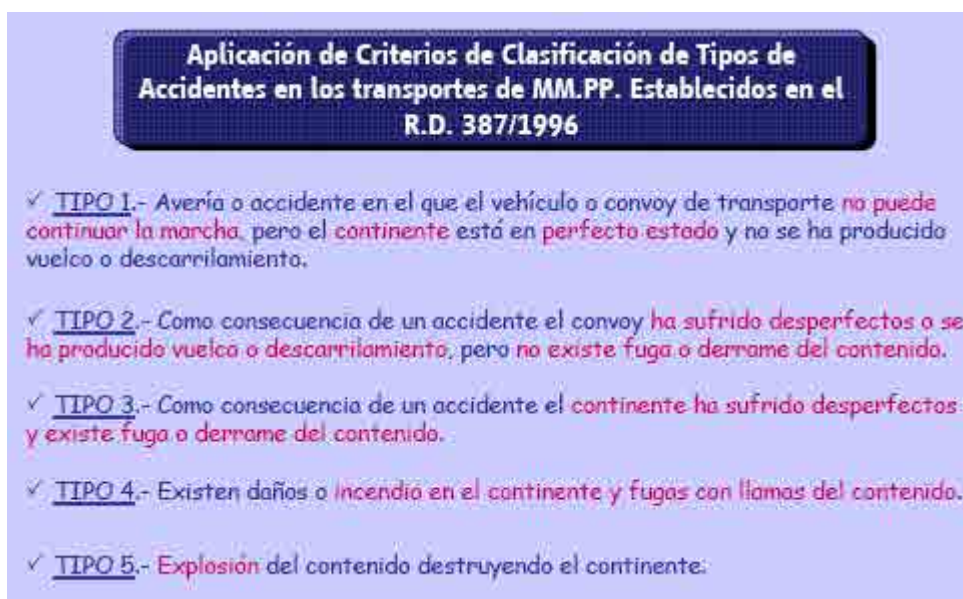 Aplicación de Criterios de Clasificación de Tipos de
Accidentes en los transportes de MM.PP. Establecidos en el
R.D. 387/1996
✓ TIPO 1.- Avería o accidente en el que el vehículo o convoy de transporte no puede
continuar la marcha, pero el continente está en perfecto estado y no se ha producido
vuelco o descarrilamiento.
✓ TIPO 2.- Como consecuencia de un accidente el convoy ha sufrido desperfectos o se
ha producido vuelco o descarrilamiento, pero no existe fuga o derrame del contenido.
✓ TIPO 3.- Como consecuencia de un accidente el continente ha sufrido desperfectos
y existe fuga o derrame del contenido.
✓ TIPO 4.- Existen daños o incendio en el continente y fugas con llamas del contenido.
✓ TIPO 5.- Explosión del contenido destruyendo el continente.